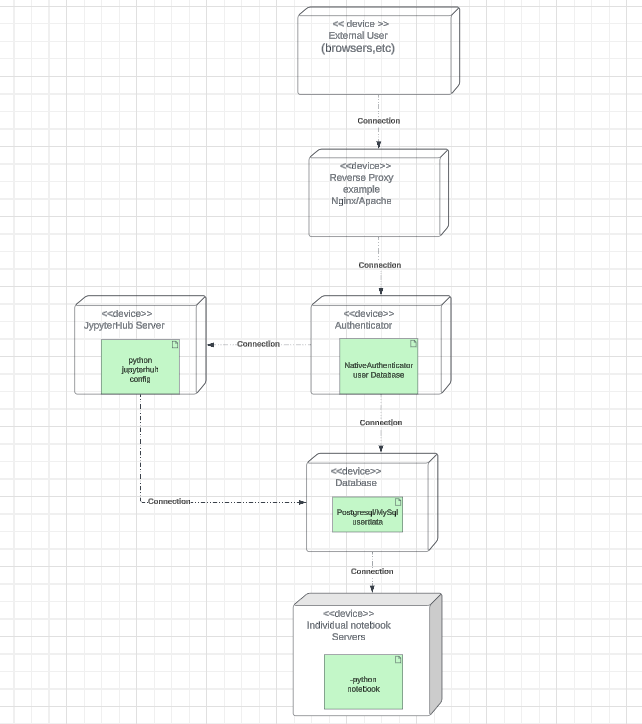 << device >>
External User
(browsers,etc)
Connection
<<device>>
Reverse Proxy
example
Nginx/Apache
Connection
<<device>>
JypyterHub Server
python
jupyterhub
config
Connection
<<device>>
Authenticator
NativeAuthenticator
user Database
Connection
Connection
<<device>>
Database
Postgresql/MySql
userdata
Connection
<<device>>
Individual notebook
Servers
-python
notebook